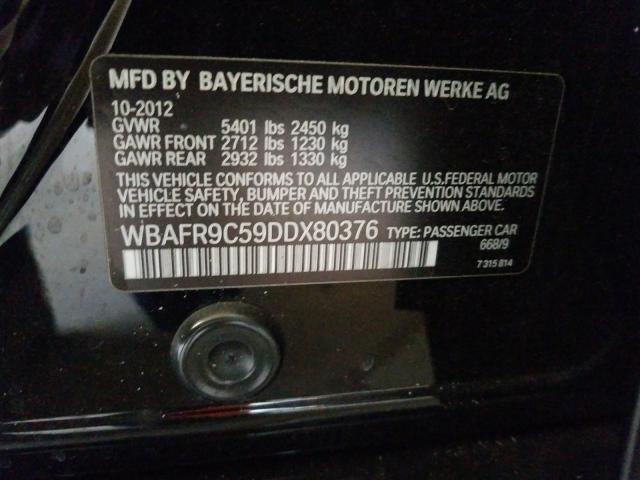 MFD BY BAYERISCHE MOTOREN WERKE AG
10-2012
GVWR 5401 lbs 2450 kg
GAWR FRONT 2712 lbs 1230 kg
GAWR REAR 2932 lbs 1330 kg
THIS VEHICLE CONFORMS TO ALL APPLICABLE U.S.FEDERAL MOTOR
VEHICLE SAFETY, BUMPER AND THEFT PREVENTION STANDARDS
IN EFFECT ON THE DATE OF MANUFACTURE SHOWN ABOVE.
WBAFR9C59DDX80376 TYPE: PASSENGER CAR
668/9
7 315 814